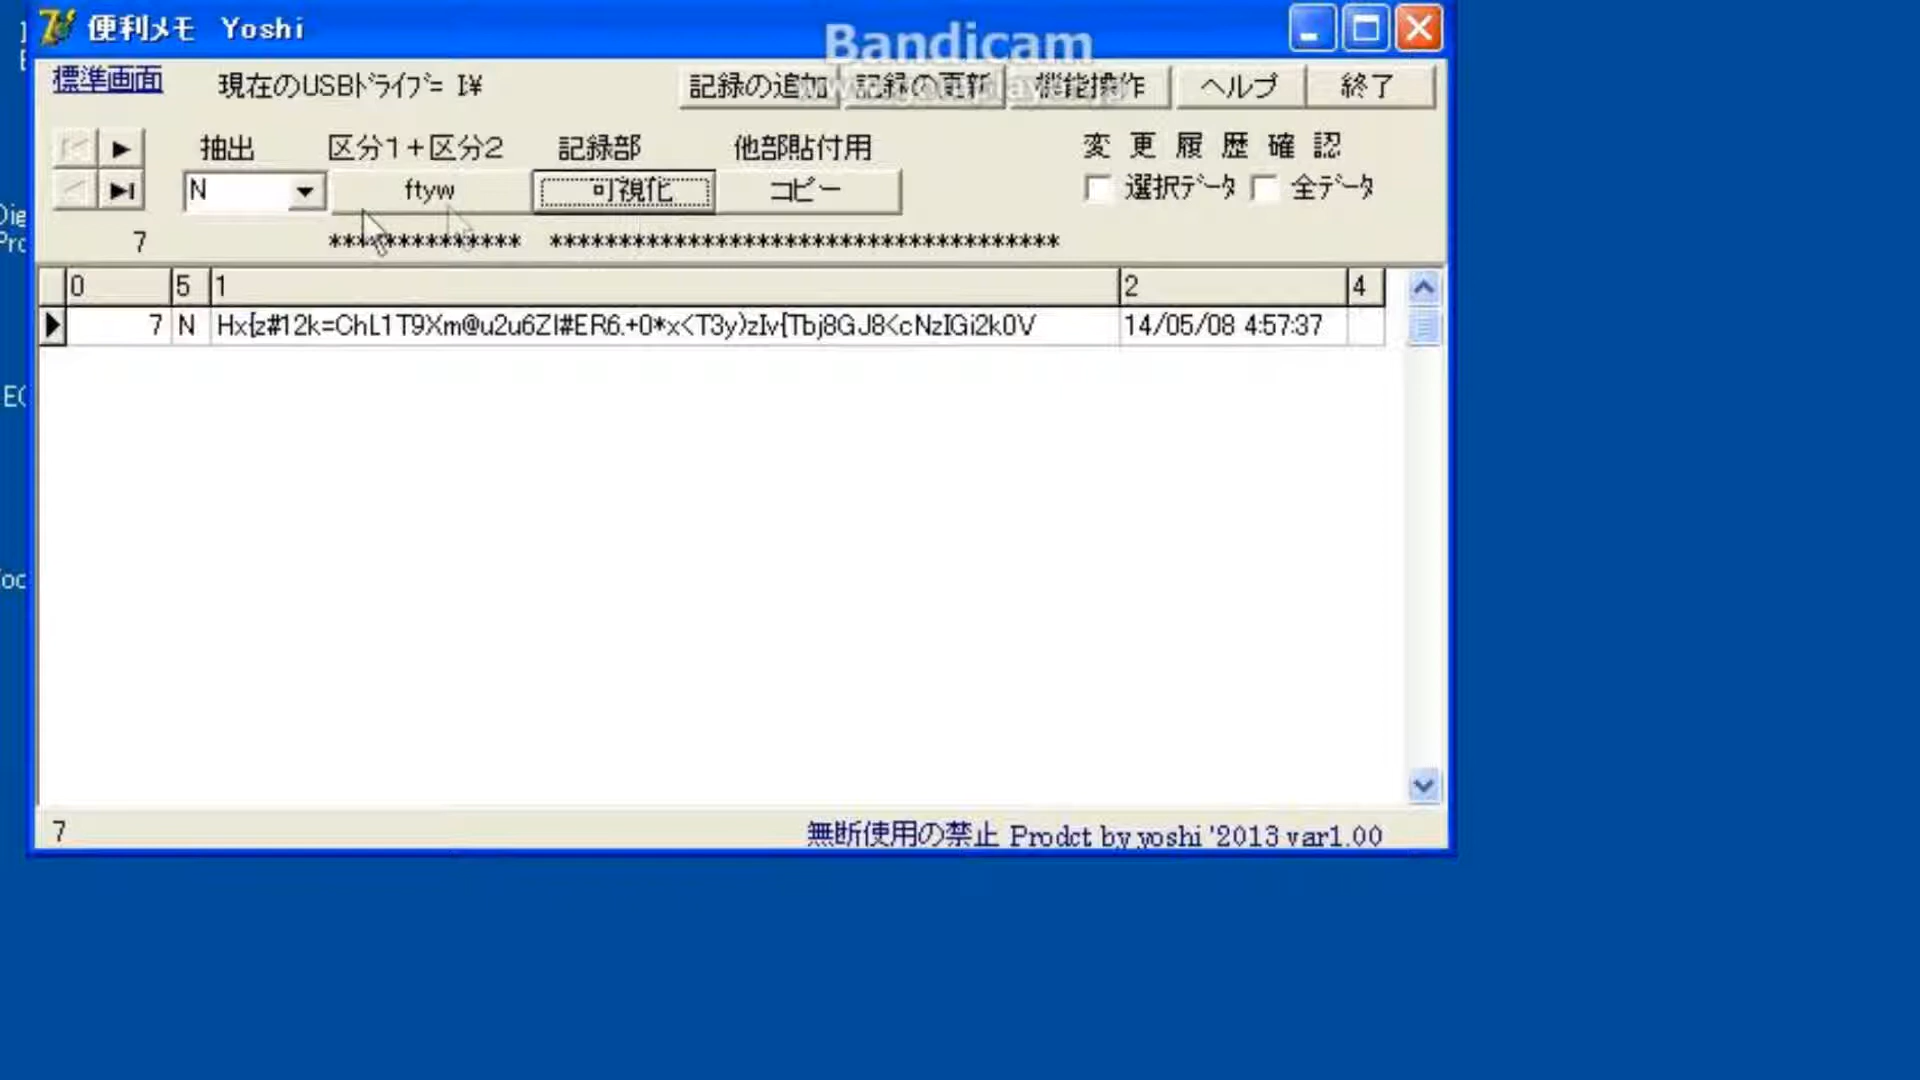 便利メモ Yoshi
Bandicam
標準画面 現在のUSBﾄﾞﾗｲﾌﾞ= I¥ 記録の追加 記録の更新 機能操作 ヘルプ 終了
抽出 区分1+区分2 記録部 他部貼付用 変更履歴確認
N ftyw 可視化 コピー 選択ﾃﾞｰﾀ 全ﾃﾞｰﾀ
7 ************** *************************************
0 5 1 2 4
7 N Hx{z#12k=ChL1T9Xm@u2u6ZI#ER6.+0*x<T3y)zIv{Tbj8GJ8<cNzIGi2k0V 14/05/08 4:57:37
7 無断使用の禁止 Prodct by yoshi '2013 var1.00